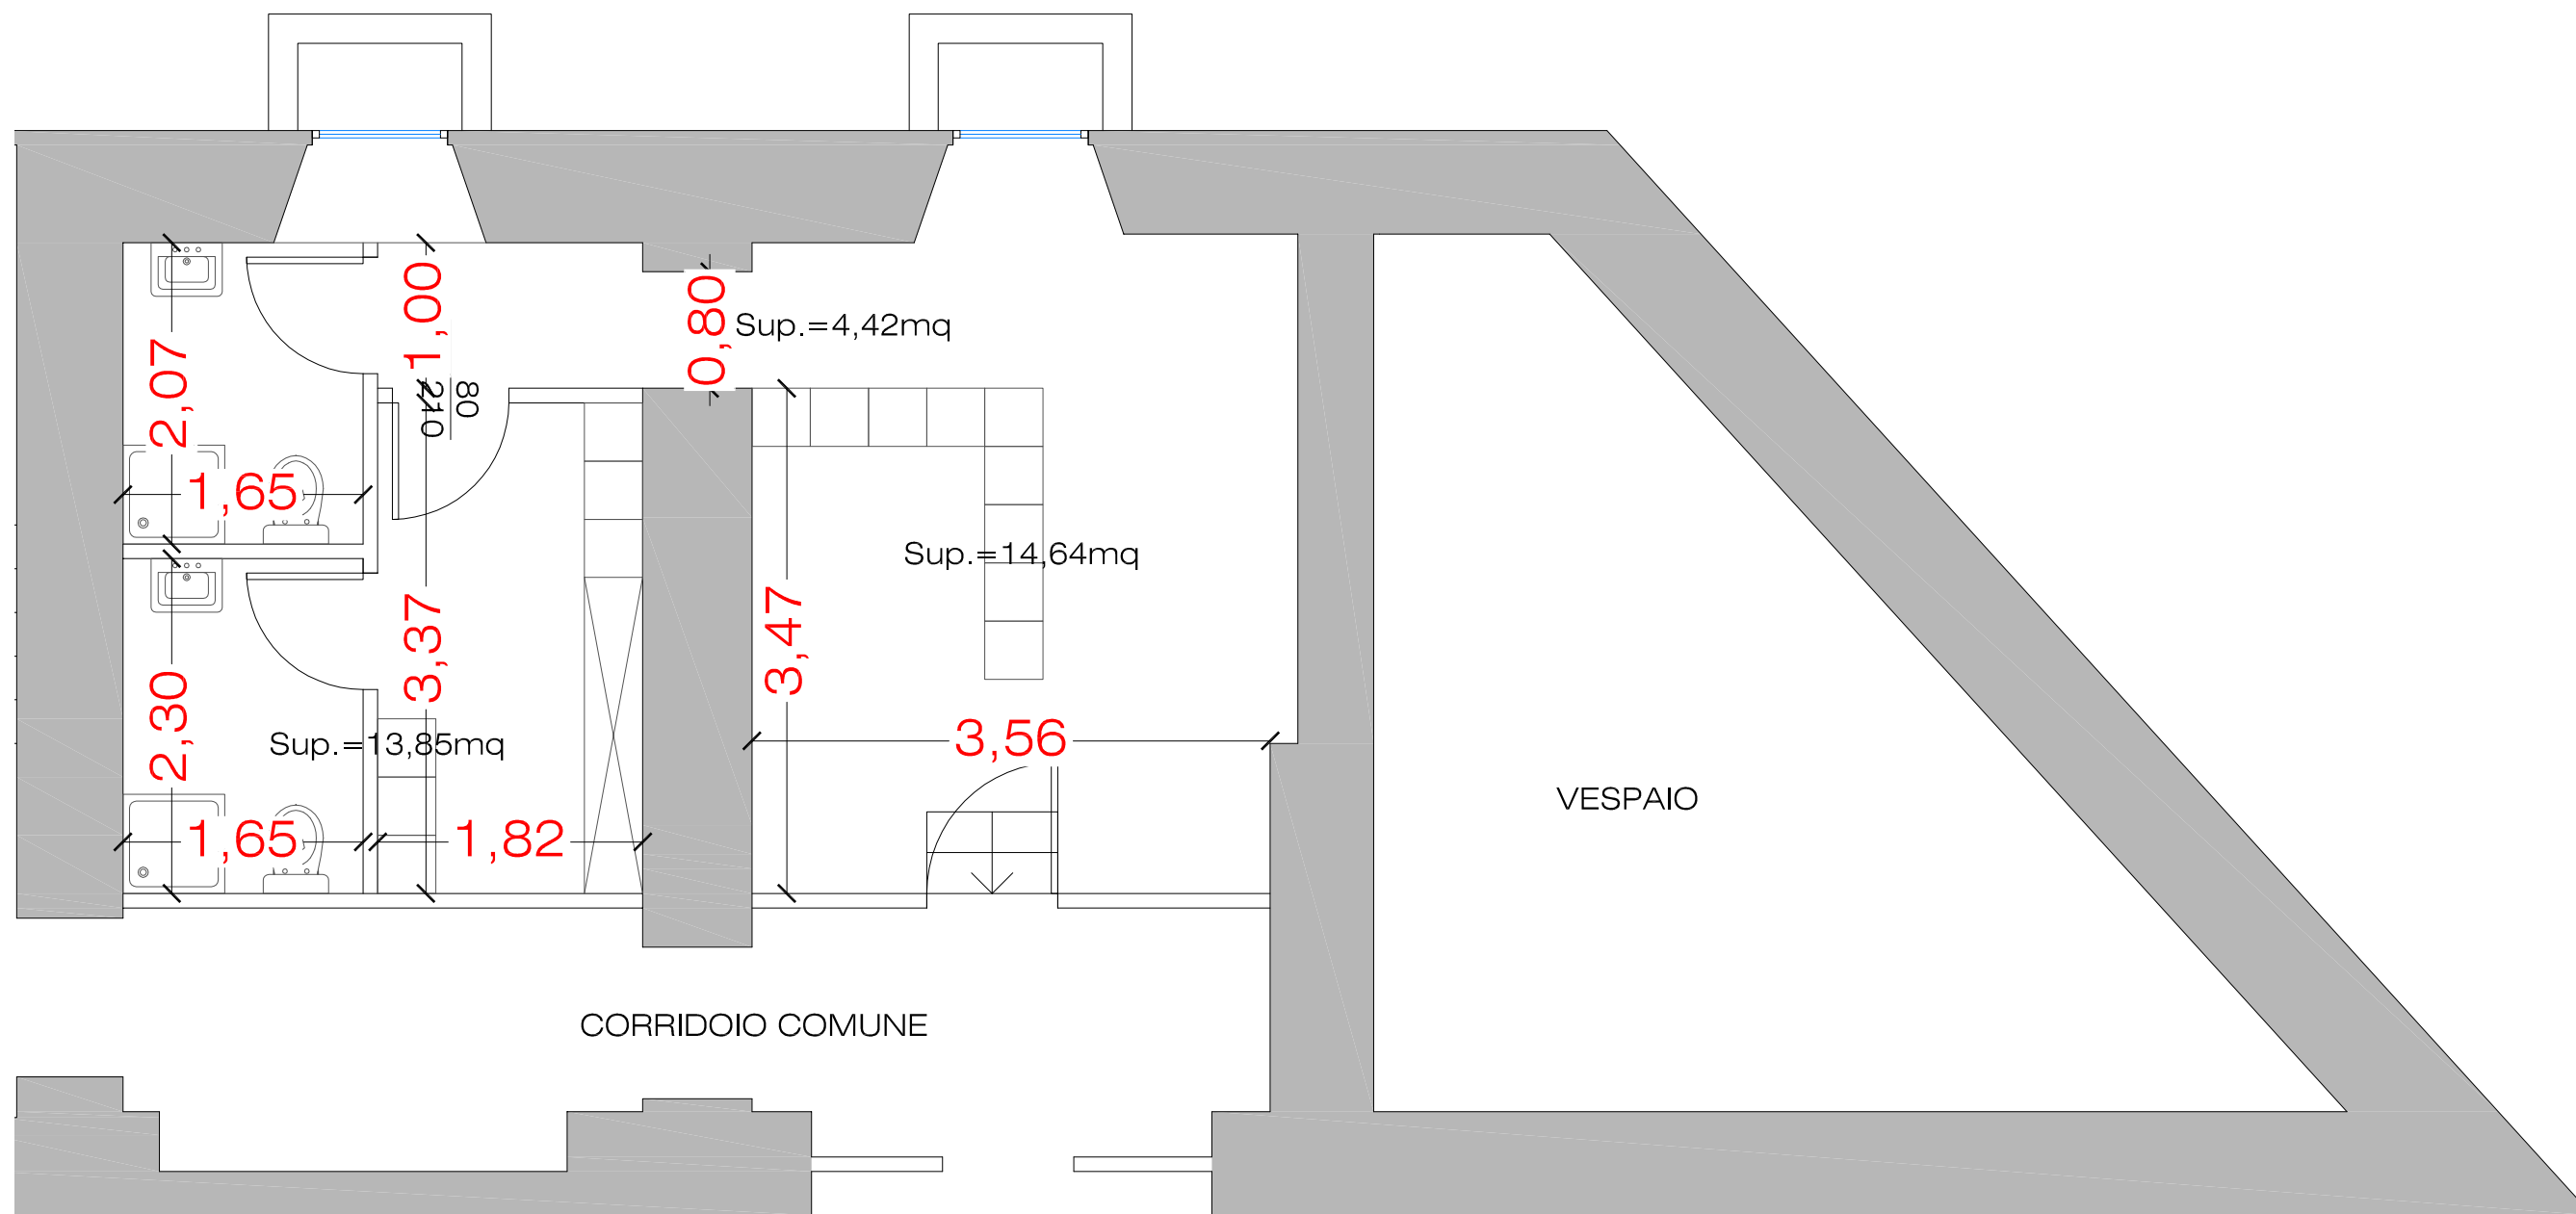 1,00
0,80
Sup.=4,42mq
2,07
80
210
1,65
Sup.=14,64mq
3,37
3,47
2,30
3,56
Sup.=13,85mq
VESPAIO
1,65
1,82
CORRIDOIO COMUNE